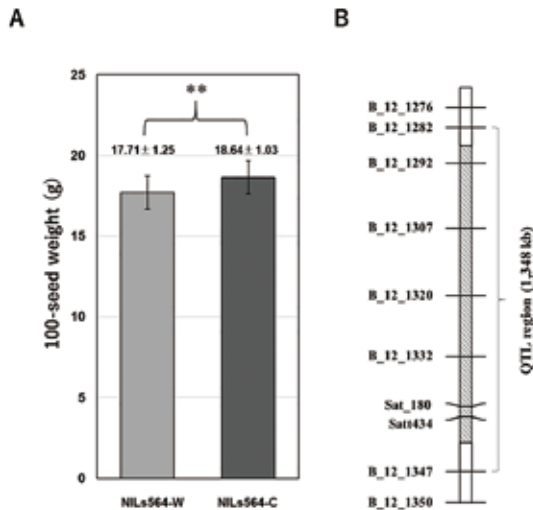 A
B
25
20
15
10
5
0
100-seed weight (g)
**
17.71±1.25
18.64±1.03
NILs564-W
NILs564-C
B_12_1276
B_12_1282
B_12_1292
B_12_1307
B_12_1320
B_12_1332
Sat_180
Satt434
B_12_1347
B_12_1350
QTL region (1,348 kb)